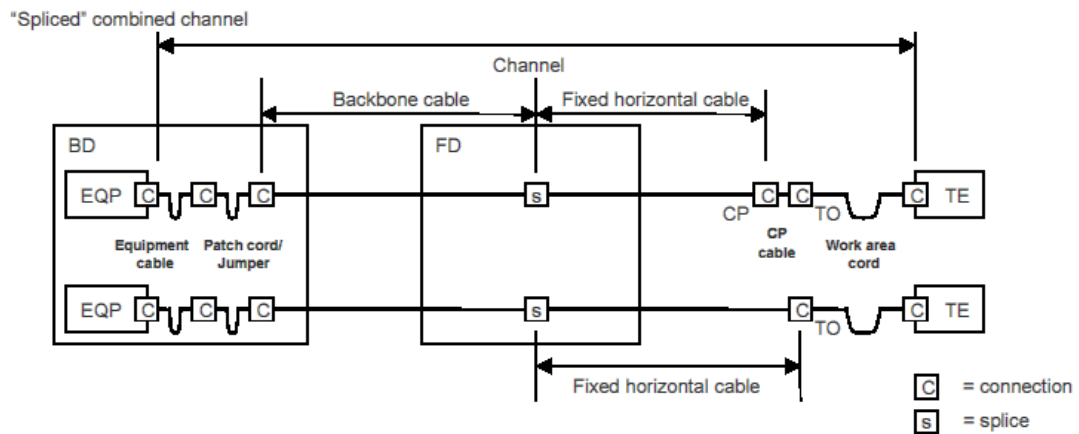 “Spliced” combined channel
Channel
Backbone cable
Fixed horizontal cable
BD
FD
EQP
C
C
C
s
C
C
C
TE
CP
TO
Equipment
cable
Patch cord/
Jumper
CP
cable
Work area
cord
EQP
C
C
C
s
C
C
TE
TO
Fixed horizontal cable
C = connection
s = splice